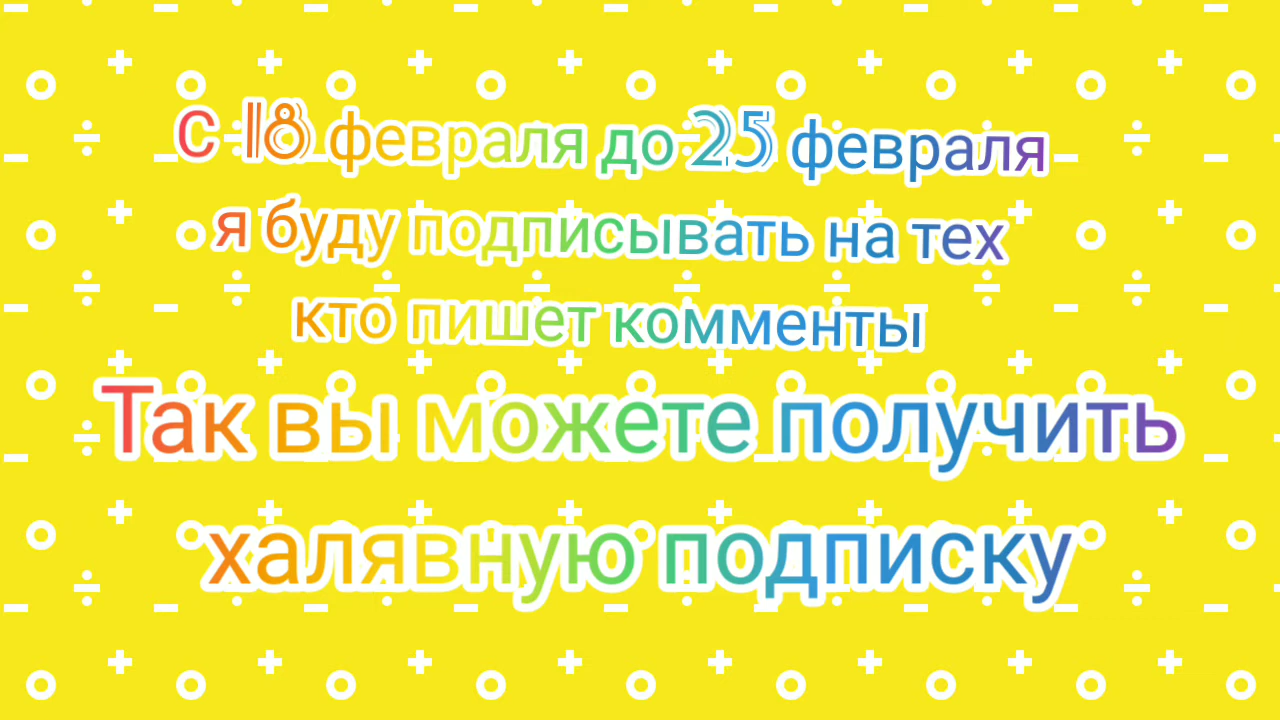 С 18 февраля до 25 февраля
я буду подписывать на тех
кто пишет комменты
Так вы можете получить
халявную подписку